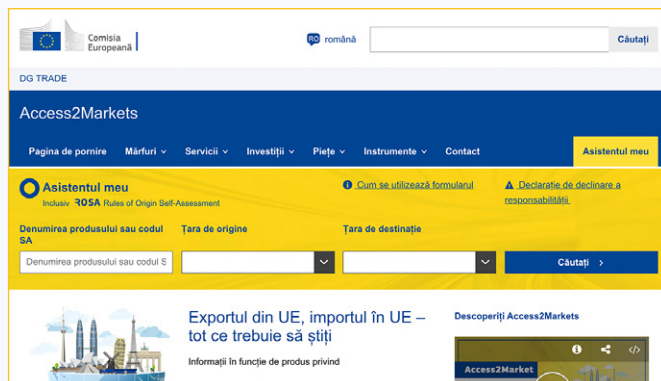 Comisia
Europeană
RO română
Căutați
DG TRADE
Access2Markets
Pagina de pornire Mărfuri Servicii Investiții Piețe Instrumente Contact Asistentul meu
Asistentul meu
Inclusiv ROSA Rules of Origin Self-Assessment
Cum se utilizează formularul
Declarație de declinare a
responsabilității
Denumirea produsului sau codul
SA
Țara de origine
Țara de destinație
Denumirea produsului sau codul S
Căutați
Exportul din UE, importul în UE –
tot ce trebuie să știți
Informații în funcție de produs privind
Descoperiți Access2Markets
Access2Market